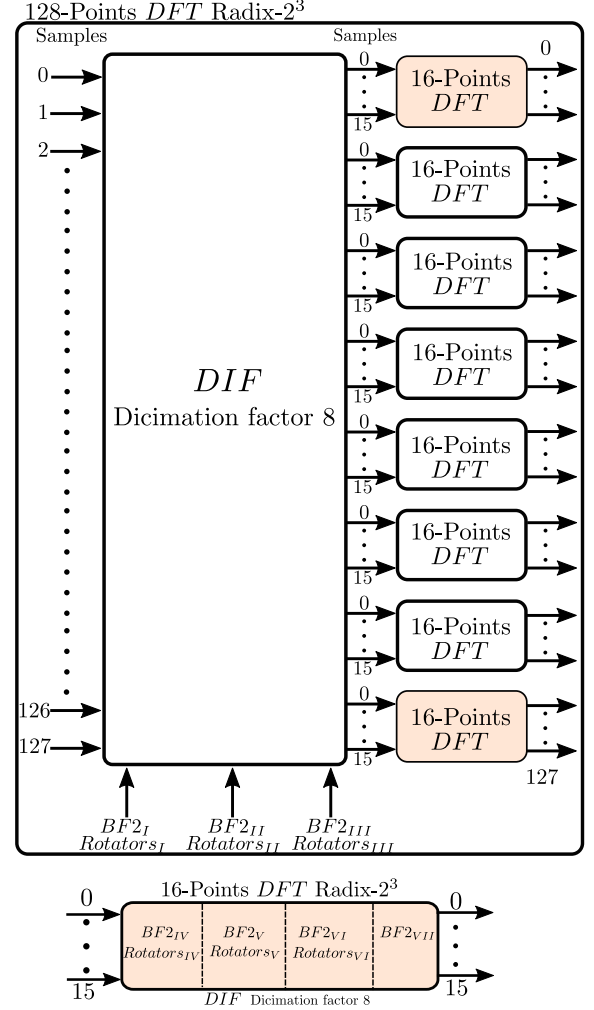 128-Points DFT Radix-2³
Samples
Samples
0
1
2
126
127
DIF
Dicimation factor 8
0
15
16-Points
DFT
0
0
15
16-Points
DFT
0
15
16-Points
DFT
0
15
16-Points
DFT
0
15
16-Points
DFT
0
15
16-Points
DFT
0
15
16-Points
DFT
0
15
16-Points
DFT
127
BF2_I
Rotators_I
BF2_II
Rotators_II
BF2_III
Rotators_III
16-Points DFT Radix-2³
0
15
BF2_IV
Rotators_IV
BF2_V
Rotators_V
BF2_VI
Rotators_VI
BF2_VII
0
15
DIF Dicimation factor 8